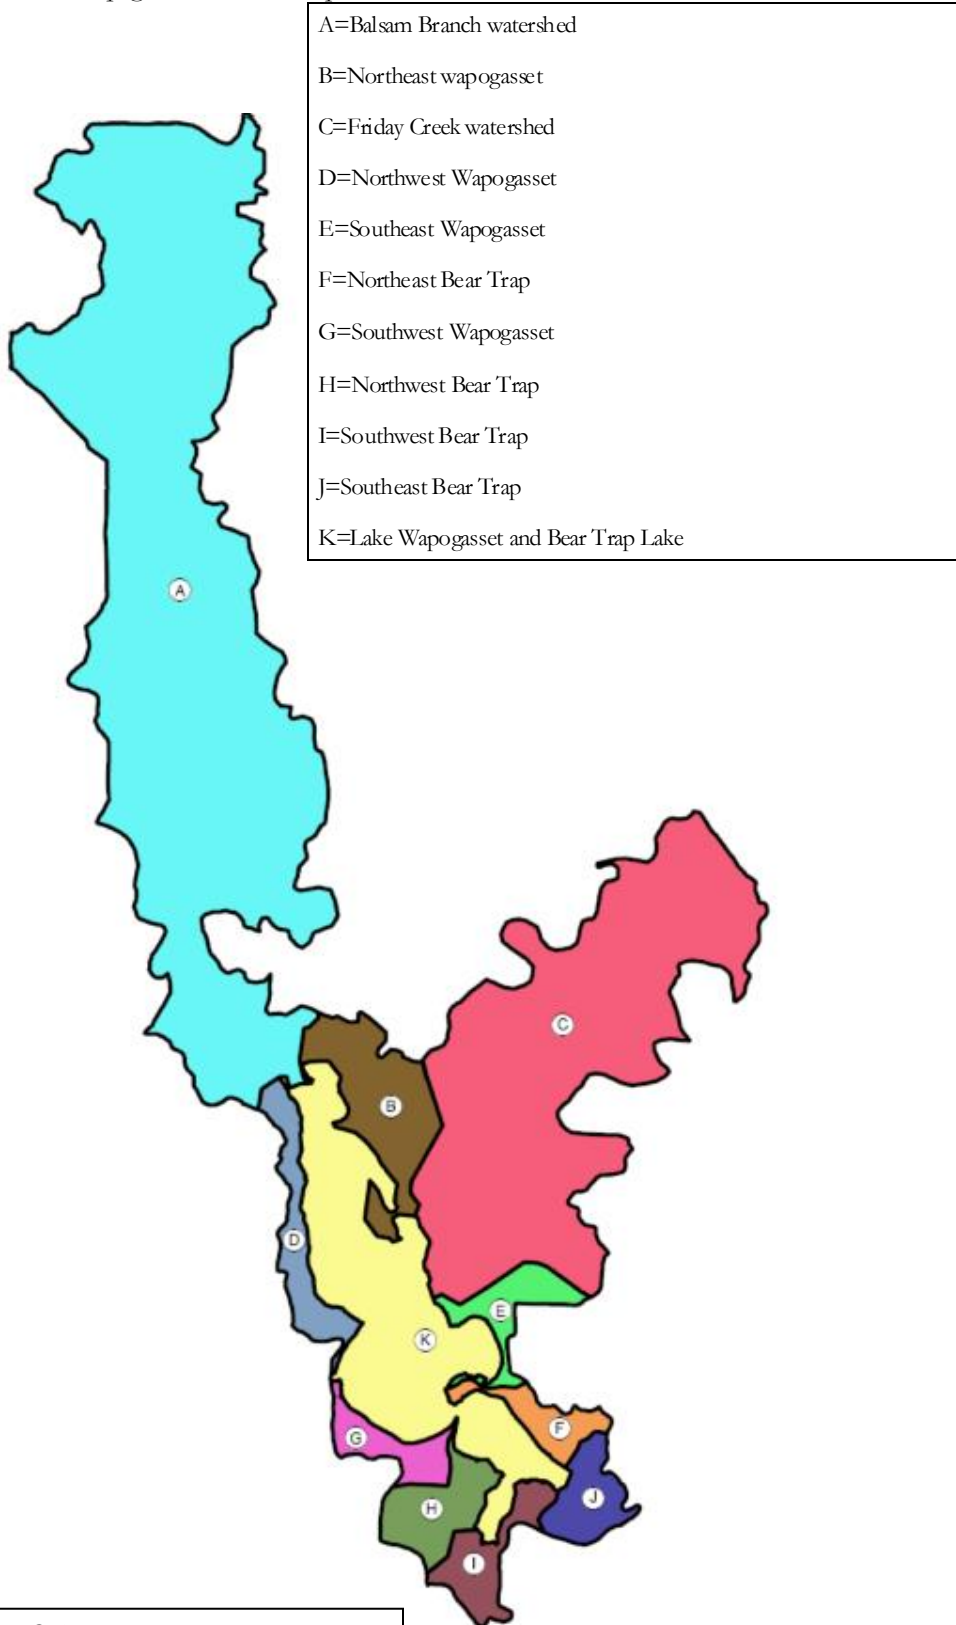 A=Balsam Branch watershed
B=Northeast wapogasset
C=Friday Creek watershed
D=Northwest Wapogasset
E=Southeast Wapogasset
F=Northeast Bear Trap
G=Southwest Wapogasset
H=Northwest Bear Trap
I=Southwest Bear Trap
J=Southeast Bear Trap
K=Lake Wapogasset and Bear Trap Lake
A
C
B
D
E
K
F
G
J
H
I